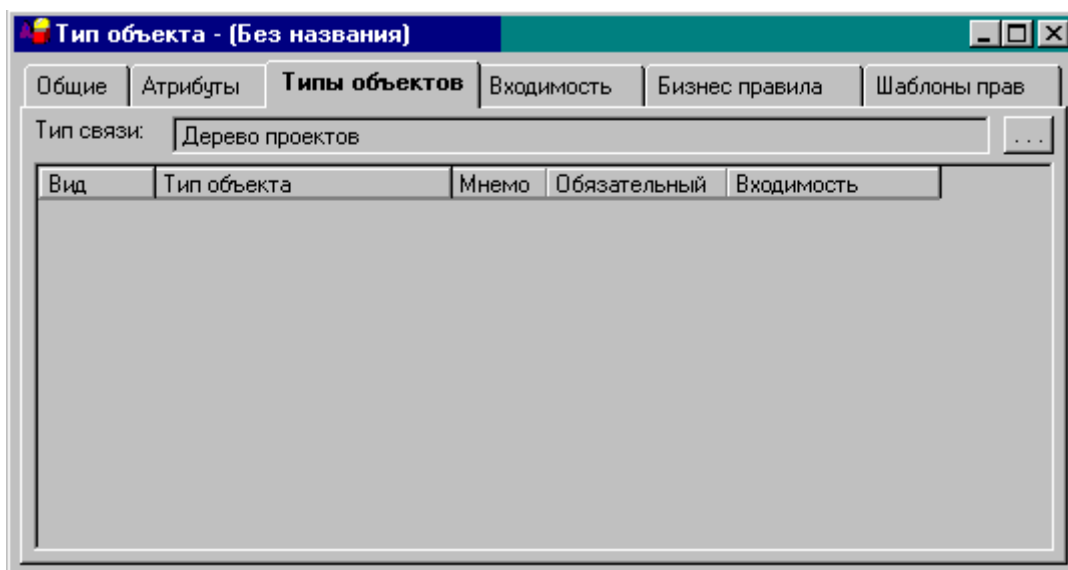 Тип объекта - (Без названия)
Общие Атрибуты Типы объектов Входимость Бизнес правила Шаблоны прав
Тип связи: Дерево проектов ...
Вид Тип объекта Мнемо Обязательный Входимость